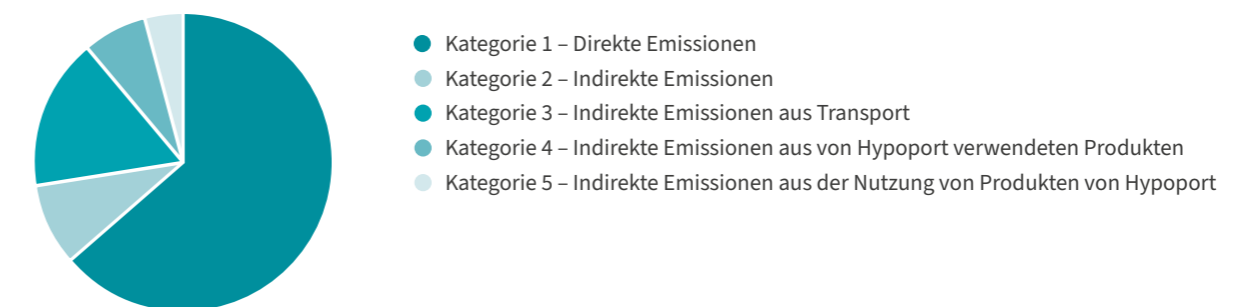 Kategorie 1 – Direkte Emissionen
Kategorie 2 – Indirekte Emissionen
Kategorie 3 – Indirekte Emissionen aus Transport
Kategorie 4 – Indirekte Emissionen aus von Hypoport verwendeten Produkten
Kategorie 5 – Indirekte Emissionen aus der Nutzung von Produkten von Hypoport